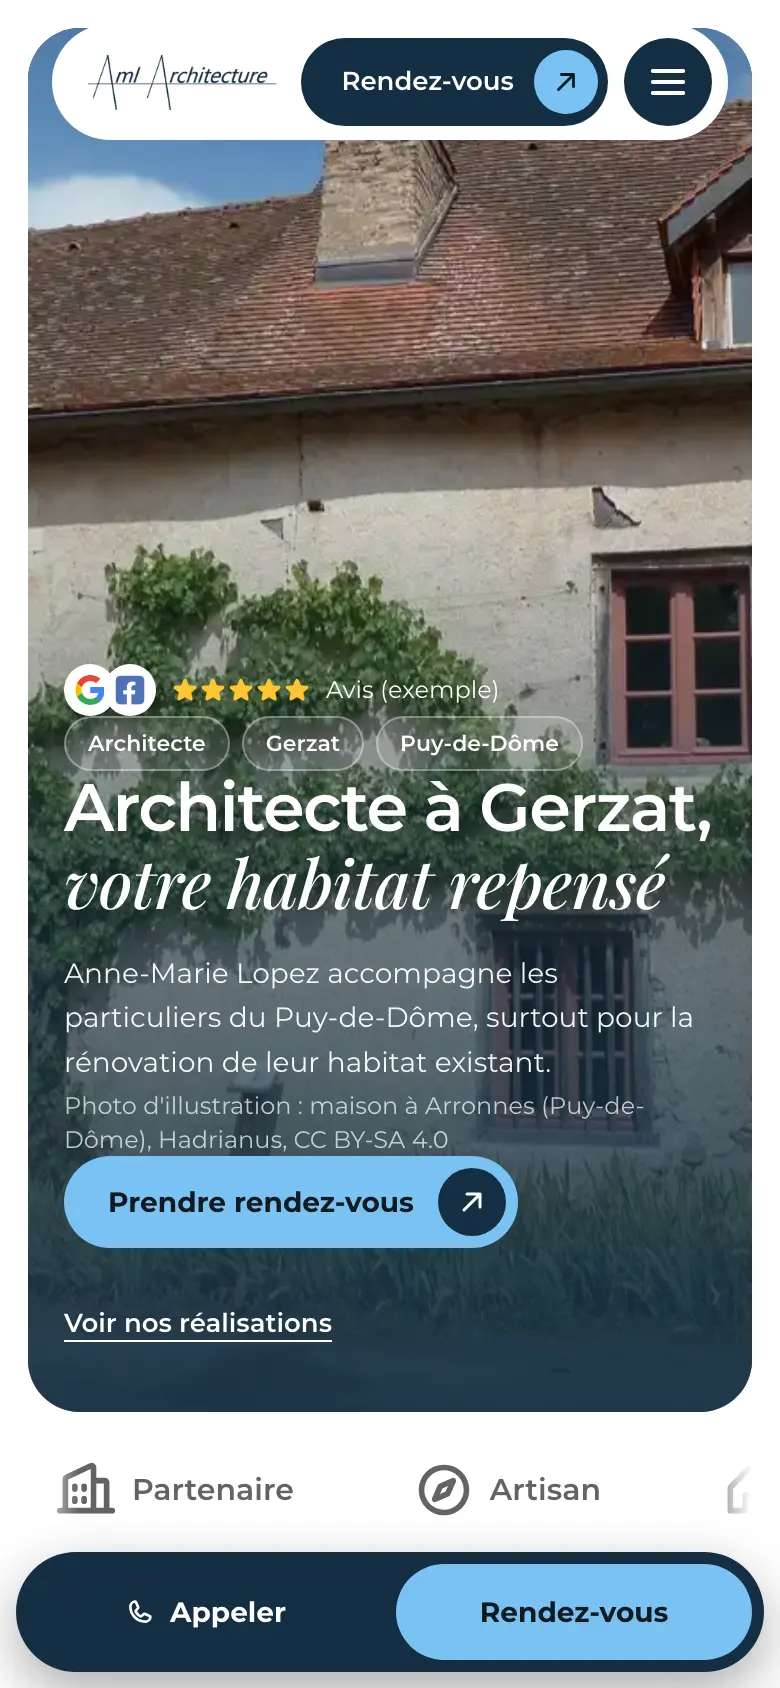 Aml Architecture
Rendez-vous
Avis (exemple)
Architecte
Gerzat
Puy-de-Dôme
Architecte à Gerzat,
votre habitat repensé
Anne-Marie Lopez accompagne les
particuliers du Puy-de-Dôme, surtout pour la
rénovation de leur habitat existant.
Photo d'illustration : maison à Arronnes (Puy-de-
Dôme), Hadrianus, CC BY-SA 4.0
Prendre rendez-vous
Voir nos réalisations
Partenaire
Artisan
Appeler
Rendez-vous